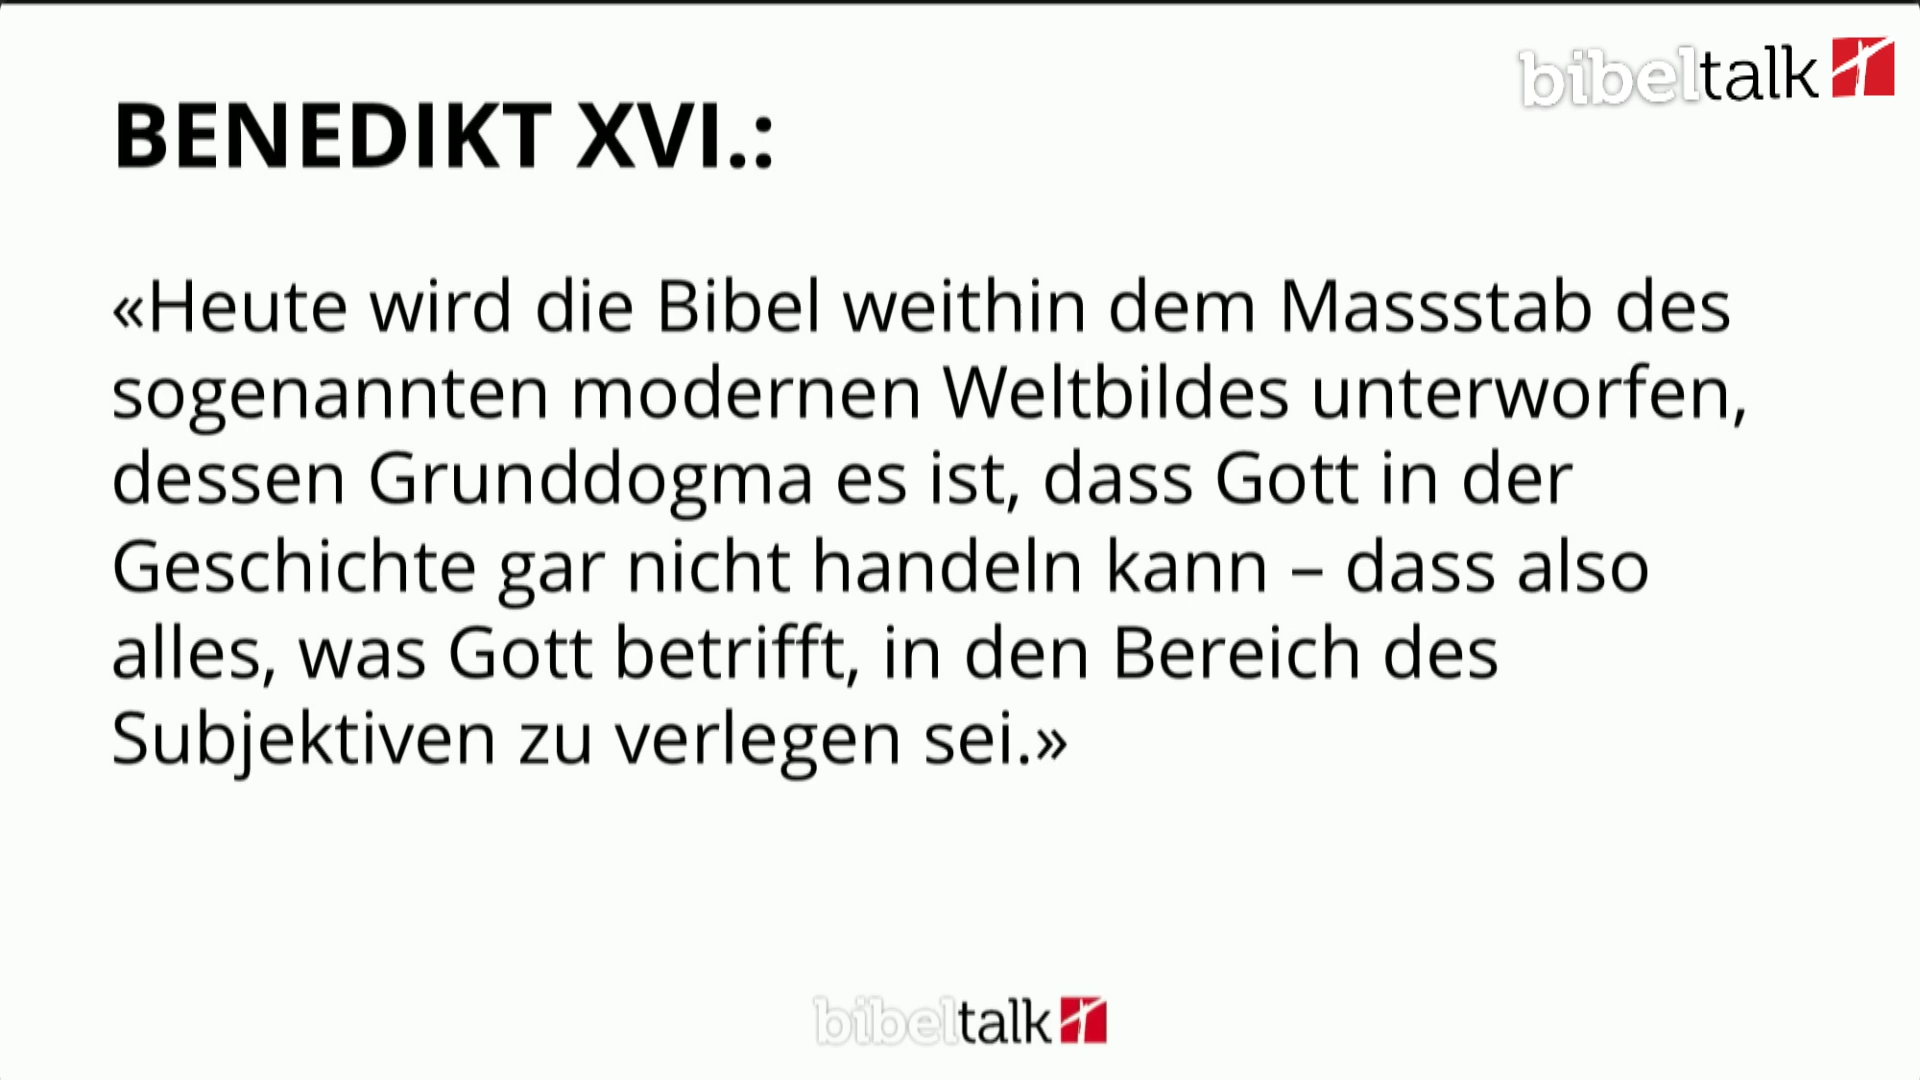 bibeltalk
BENEDIKT XVI.:
«Heute wird die Bibel weithin dem Massstab des
sogenannten modernen Weltbildes unterworfen,
dessen Grunddogma es ist, dass Gott in der
Geschichte gar nicht handeln kann – dass also
alles, was Gott betrifft, in den Bereich des
Subjektiven zu verlegen sei.»
bibeltalk